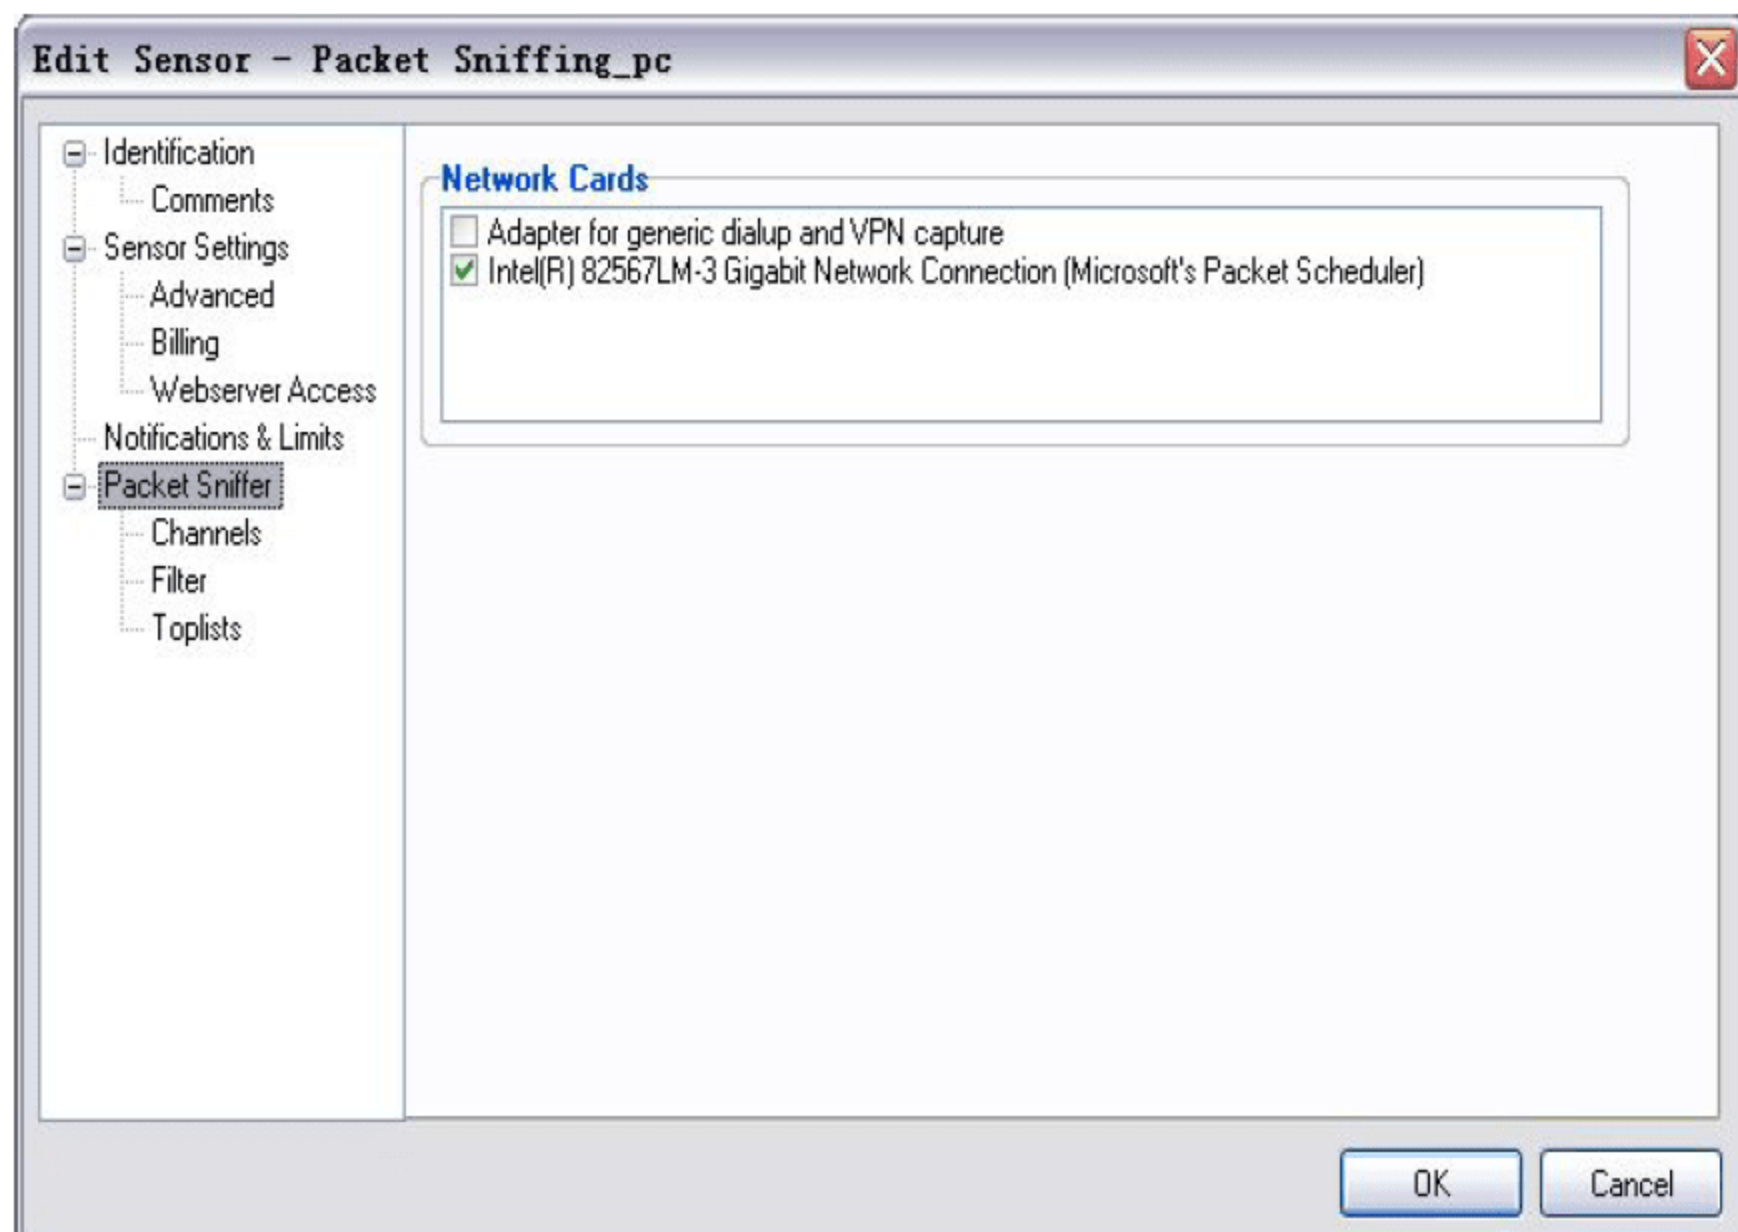 Edit Sensor - Packet Sniffing_pc
Identification
Comments
Sensor Settings
Advanced
Billing
Webserver Access
Notifications & Limits
Packet Sniffer
Channels
Filter
Toplists
Network Cards
Adapter for generic dialup and VPN capture
Intel(R) 82567LM-3 Gigabit Network Connection (Microsoft's Packet Scheduler)
OK
Cancel